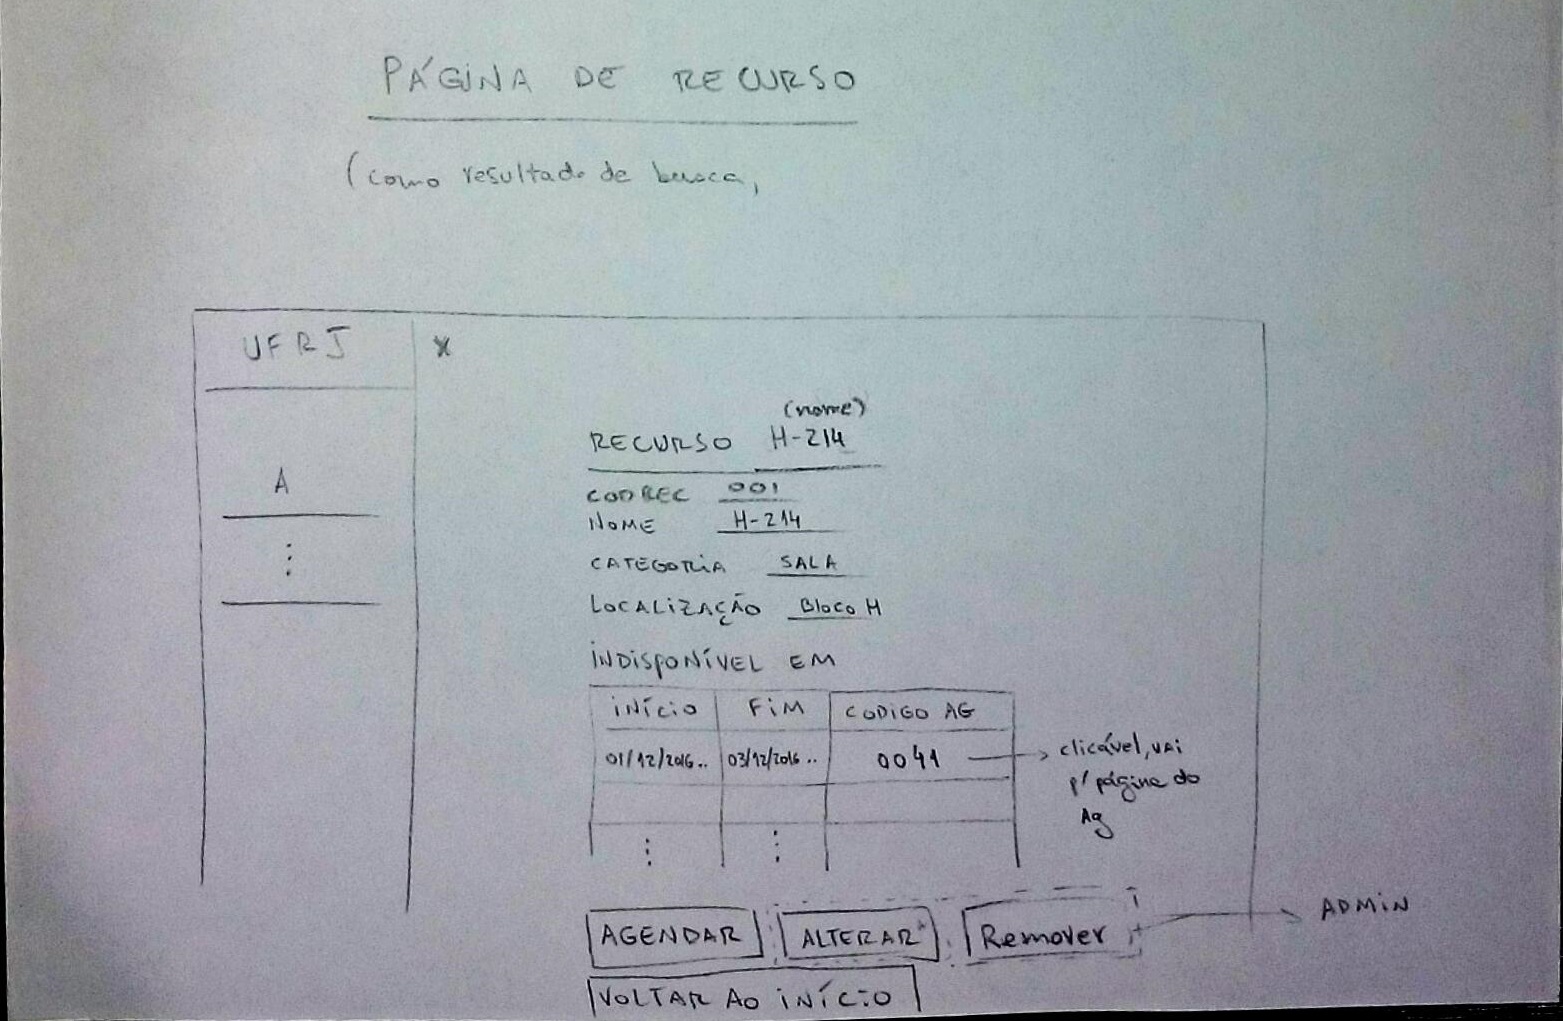 PÁGINA DE RECURSO
(como resultado de busca,
UFRJ
X
A
(nome)
RECURSO H-214
CODREC 001
NOME H-214
CATEGORIA SALA
LOCALIZAÇÃO Bloco H
INDISPONÍVEL EM
INÍCIO FIM CODIGO AG
01/12/2016.. 03/12/2016.. 0041
clicável, vai
p/ página do
Ag
AGENDAR ALTERAR Remover
ADMIN
VOLTAR AO INÍCIO